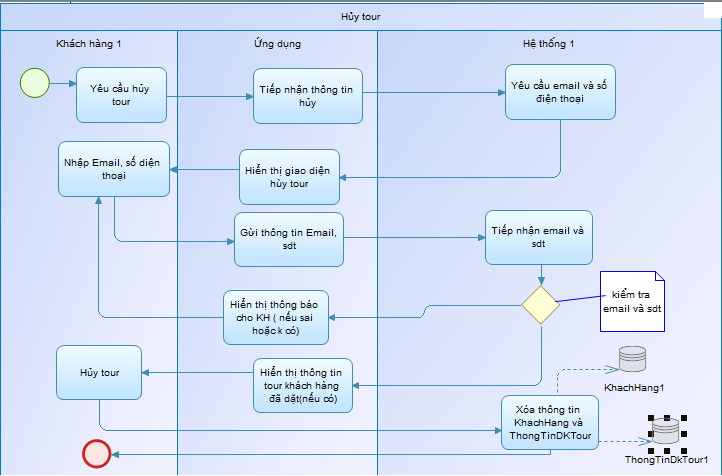 Hủy tour
Khách hàng 1
Ứng dụng
Hệ thống 1
Yêu cầu hủy
tour
Tiếp nhận thông tin
hủy
Yêu cầu email và số
điện thoại
Nhập Email, số diện
thoại
Hiển thị giao diện
hủy tour
Gửi thông tin Email,
sdt
Tiếp nhận email và
sdt
Hiển thị thông báo
cho KH ( nếu sai
hoặc k có)
kiểm tra
email và sdt
Hủy tour
Hiển thị thông tin
tour khách hàng
đã dặt(nếu có)
KhachHang1
Xóa thông tin
KhachHang và
ThongTinDKTour
ThongTinDkTour1